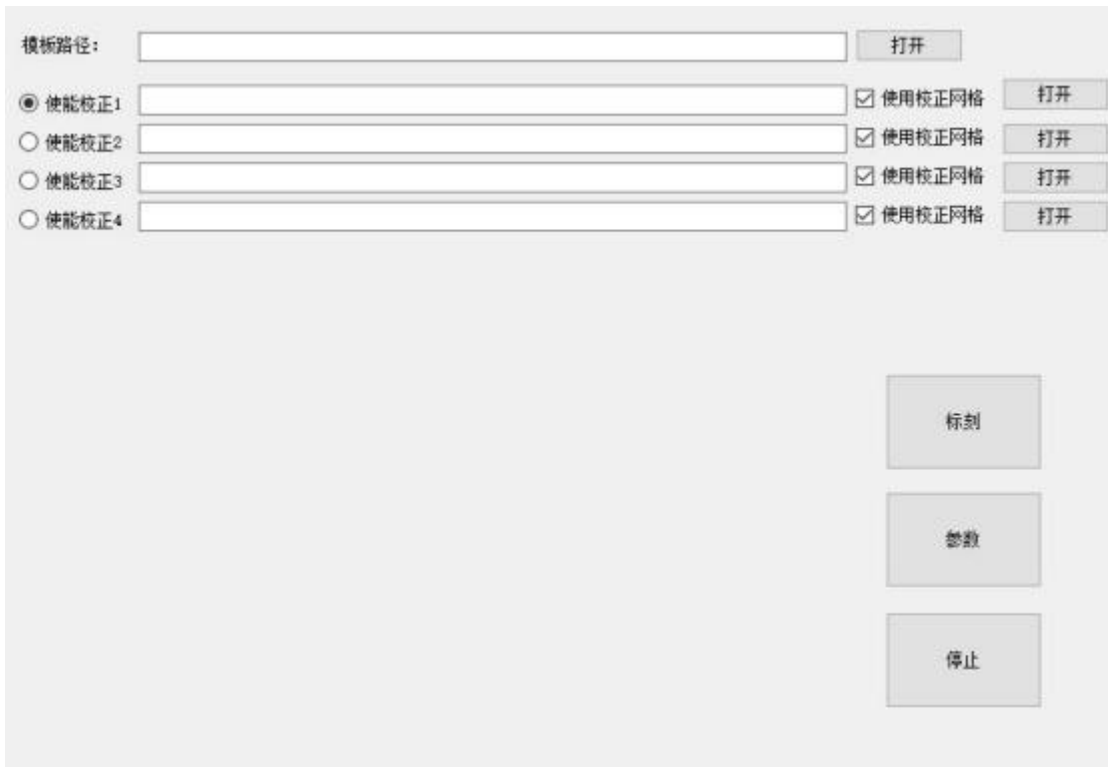 模板路径： 打开
使能校正1 使用校正网格 打开
使能校正2 使用校正网格 打开
使能校正3 使用校正网格 打开
使能校正4 使用校正网格 打开
标刻
参数
停止